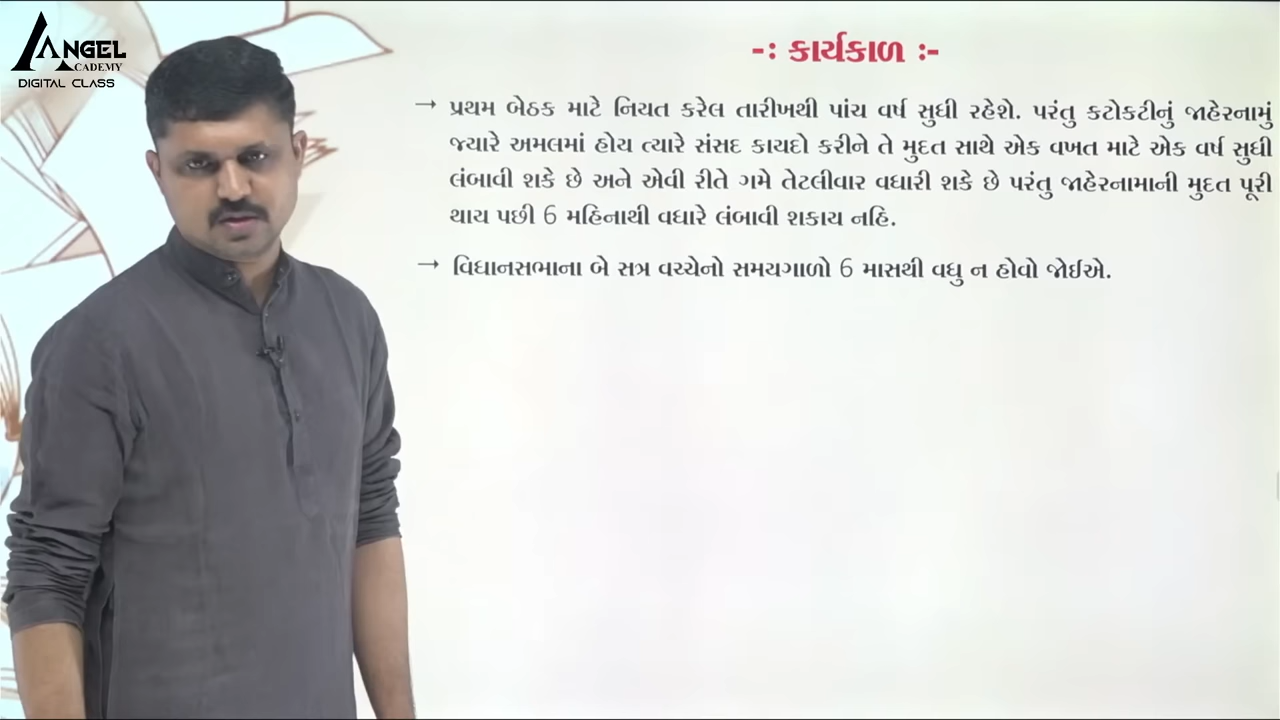 ANGEL
ACADEMY
DIGITAL CLASS
-: કાર્યકાળ :-
→ પ્રથમ બેઠક માટે નિયત કરેલ તારીખથી પાંચ વર્ષ સુધી રહેશે. પરંતુ કટોકટીનું જાહેરનામું
જ્યારે અમલમાં હોય ત્યારે સંસદ કાયદો કરીને તે મુદત સાથે એક વખત માટે એક વર્ષ સુધી
લંબાવી શકે છે અને એવી રીતે ગમે તેટલીવાર વધારી શકે છે પરંતુ જાહેરનામાની મુદત પૂરી
થાય પછી 6 મહિનાથી વધારે લંબાવી શકાય નહિ.
→ વિધાનસભાના બે સત્ર વચ્ચેનો સમયગાળો 6 માસથી વધુ ન હોવો જોઈએ.